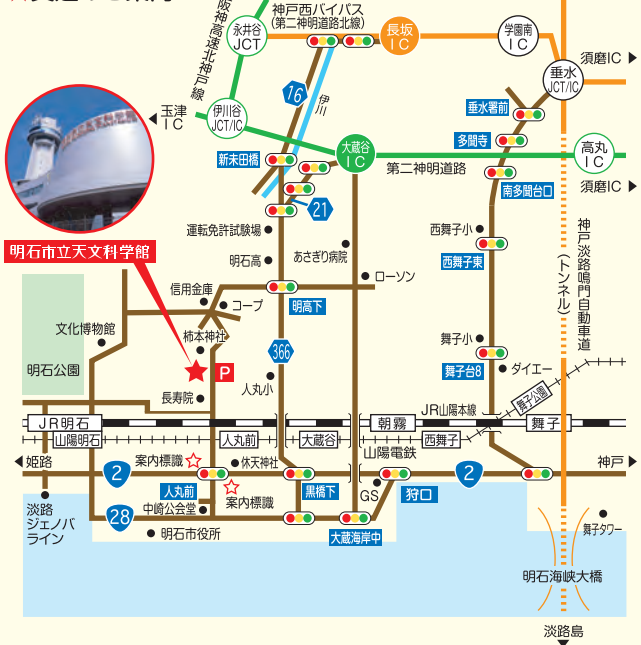 阪神高速北神戸線
神戸西バイパス
(第二神明道路北線)
永井谷
JCT
長坂
IC
学園南
IC
須磨IC
垂水
JCT/IC
玉津
IC
伊川谷
JCT/IC
16
伊川
垂水署前
多聞寺
新末田橋
大蔵谷
IC
第二神明道路
高丸
IC
須磨IC
南多聞台口
21
明石市立天文科学館
運転免許試験場
あさぎり病院
西舞子小
西舞子東
神戸淡路鳴門自動車道
(トンネル)
明石高
ローソン
信用金庫
コープ
明高下
文化博物館
柿本神社
366
舞子小
舞子台8
ダイエー
明石公園
P
人丸小
長寿院
舞子公園
JR山陽本線
JR明石
朝霧
舞子
山陽明石
人丸前
大蔵谷
西舞子
山陽電鉄
姫路
案内標識
休天神社
神戸
2
2
人丸前
黒橋下
GS
狩口
淡路
ジェノバ
ライン
案内標識
中崎公会堂
28
明石市役所
大蔵海岸中
舞子タワー
明石海峡大橋
淡路島